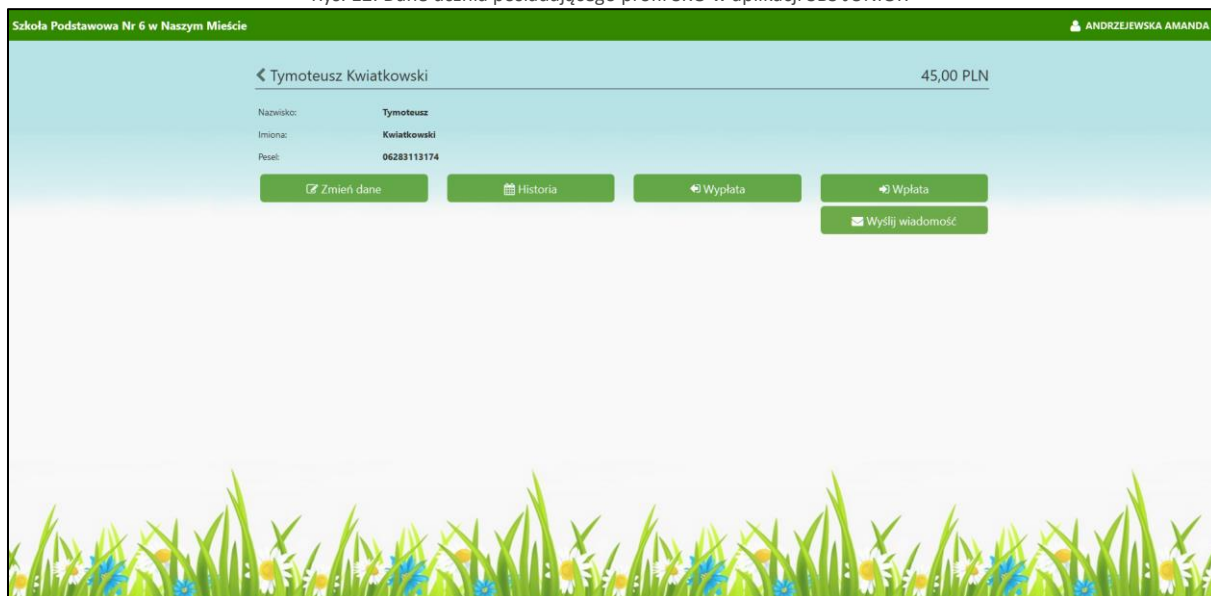 Szkoła Podstawowa Nr 6 w Naszym Mieście ANDRZEJEWSKA AMANDA
Tymoteusz Kwiatkowski 45,00 PLN
Nazwisko: Tymoteusz
Imiona: Kwiatkowski
Pesel: 06283113174
Zmień dane Historia Wypłata Wpłata
Wyślij wiadomość